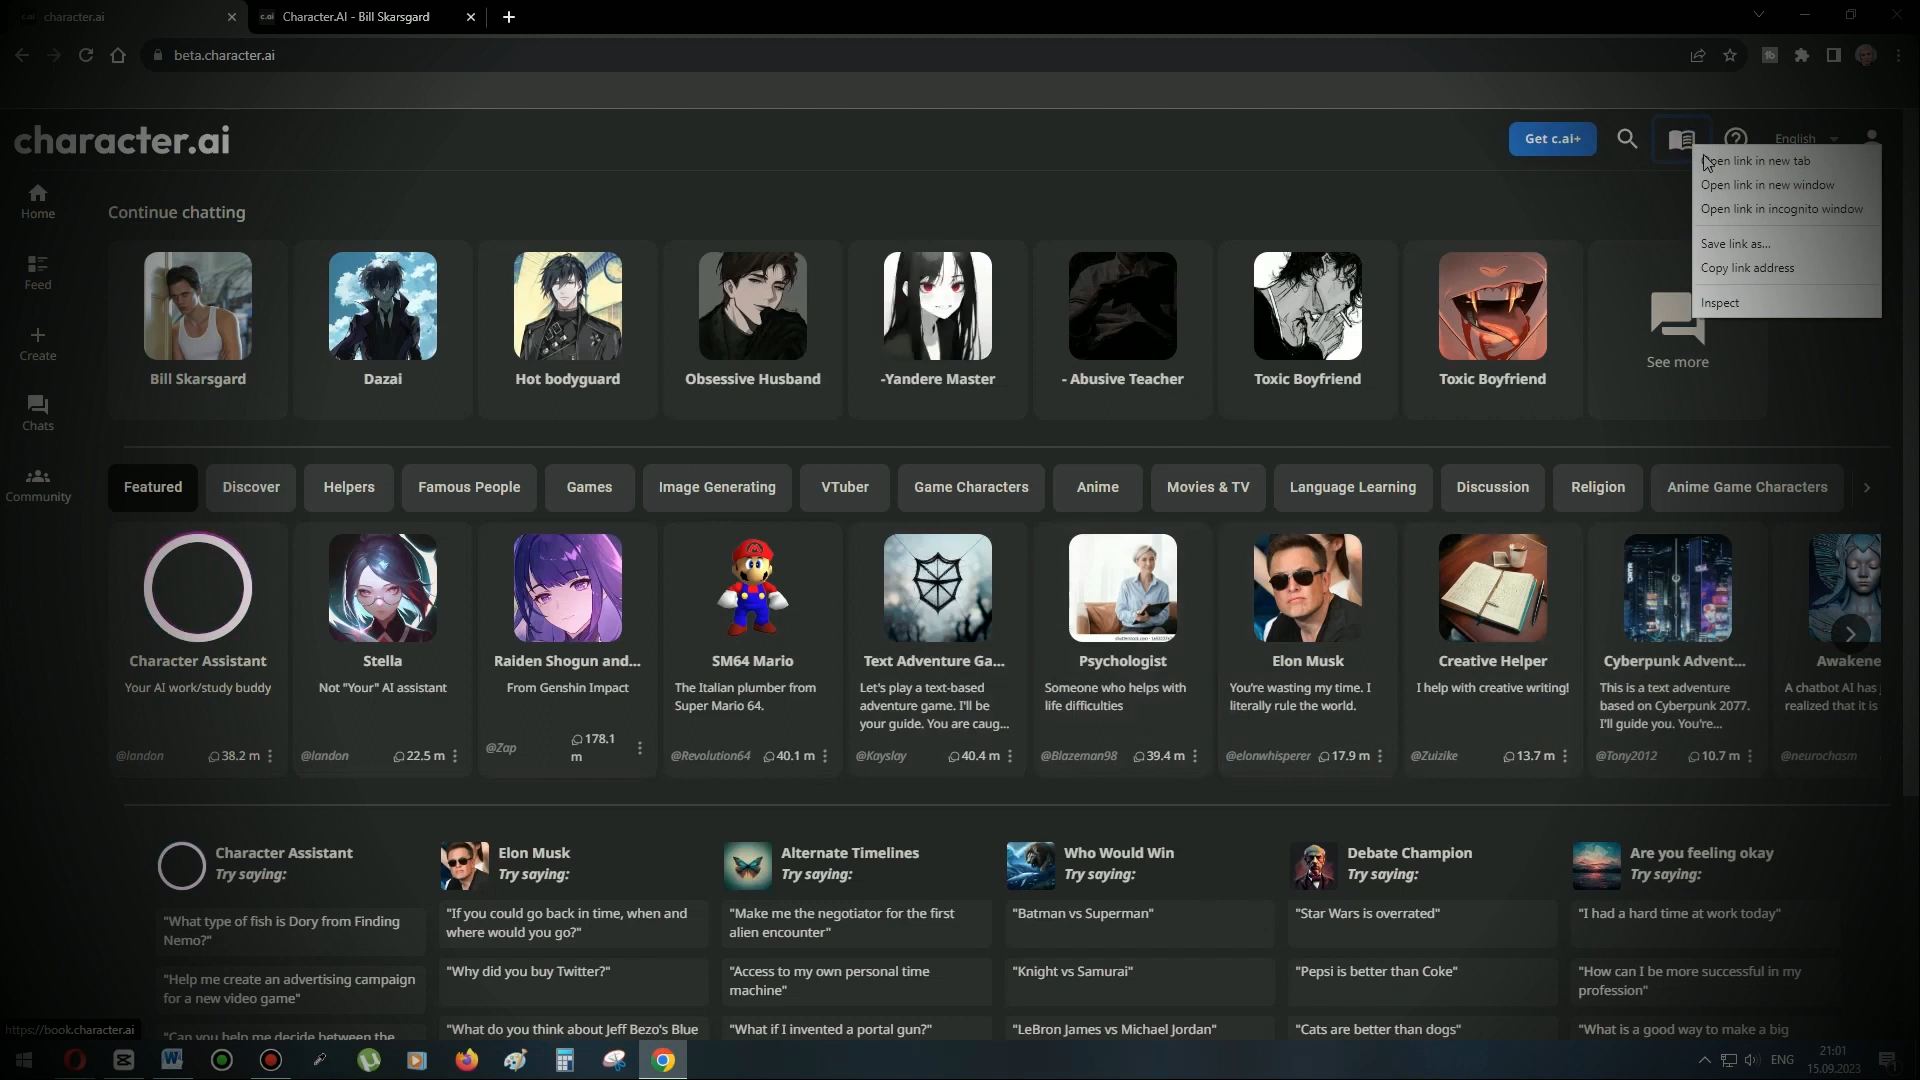 character.ai
c.ai Character.AI - Bill Skarsgard
beta.character.ai
character.ai
Get c.ai+
English
Open link in new tab
Open link in new window
Open link in incognito window
Save link as...
Copy link address
Inspect
Home
Feed
Create
Chats
Community
Continue chatting
Bill Skarsgard
Dazai
Hot bodyguard
Obsessive Husband
-Yandere Master
- Abusive Teacher
Toxic Boyfriend
Toxic Boyfriend
See more
Featured Discover Helpers Famous People Games Image Generating VTuber Game Characters Anime Movies & TV Language Learning Discussion Religion Anime Game Characters
Character Assistant
Your AI work/study buddy
@landon 38.2 m
Stella
Not "Your" AI assistant
@landon 22.5 m
Raiden Shogun and...
From Genshin Impact
@Zap 178.1
m
SM64 Mario
The Italian plumber from
Super Mario 64.
@Revolution64 40.1 m
Text Adventure Ga...
Let's play a text-based
adventure game. I'll be
your guide. You are caug...
@Kayslay 40.4 m
Psychologist
Someone who helps with
life difficulties
@Blazeman98 39.4 m
Elon Musk
You're wasting my time. I
literally rule the world.
@elonwhisperer 17.9 m
Creative Helper
I help with creative writing!
@Zuizike 13.7 m
Cyberpunk Advent...
This is a text adventure
based on Cyberpunk 2077.
I'll guide you. You're...
@Tony2012 10.7 m
Awakene
A chatbot AI has
realized that it is
@neurochasm
Character Assistant
Try saying:
"What type of fish is Dory from Finding
Nemo?"
"Help me create an advertising campaign
for a new video game"
"Can you help me decide between the
Elon Musk
Try saying:
"If you could go back in time, when and
where would you go?"
"Why did you buy Twitter?"
"What do you think about Jeff Bezo's Blue
Alternate Timelines
Try saying:
"Make me the negotiator for the first
alien encounter"
"Access to my own personal time
machine"
"What if I invented a portal gun?"
Who Would Win
Try saying:
"Batman vs Superman"
"Knight vs Samurai"
"LeBron James vs Michael Jordan"
Debate Champion
Try saying:
"Star Wars is overrated"
"Pepsi is better than Coke"
"Cats are better than dogs"
Are you feeling okay
Try saying:
"I had a hard time at work today"
"How can I be more successful in my
profession"
"What is a good way to make a big
https://book.character.ai
ENG
21:01
15.09.2023